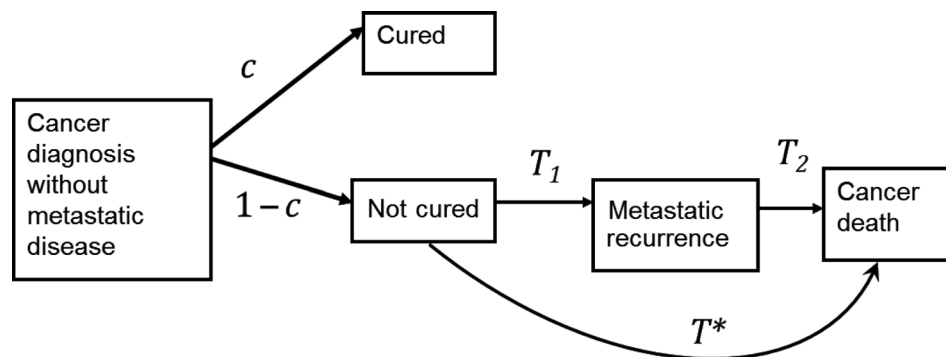 Cured
c
Cancer
diagnosis
without
metastatic
disease
1 – c
Not cured
T₁
Metastatic
recurrence
T₂
Cancer
death
T*